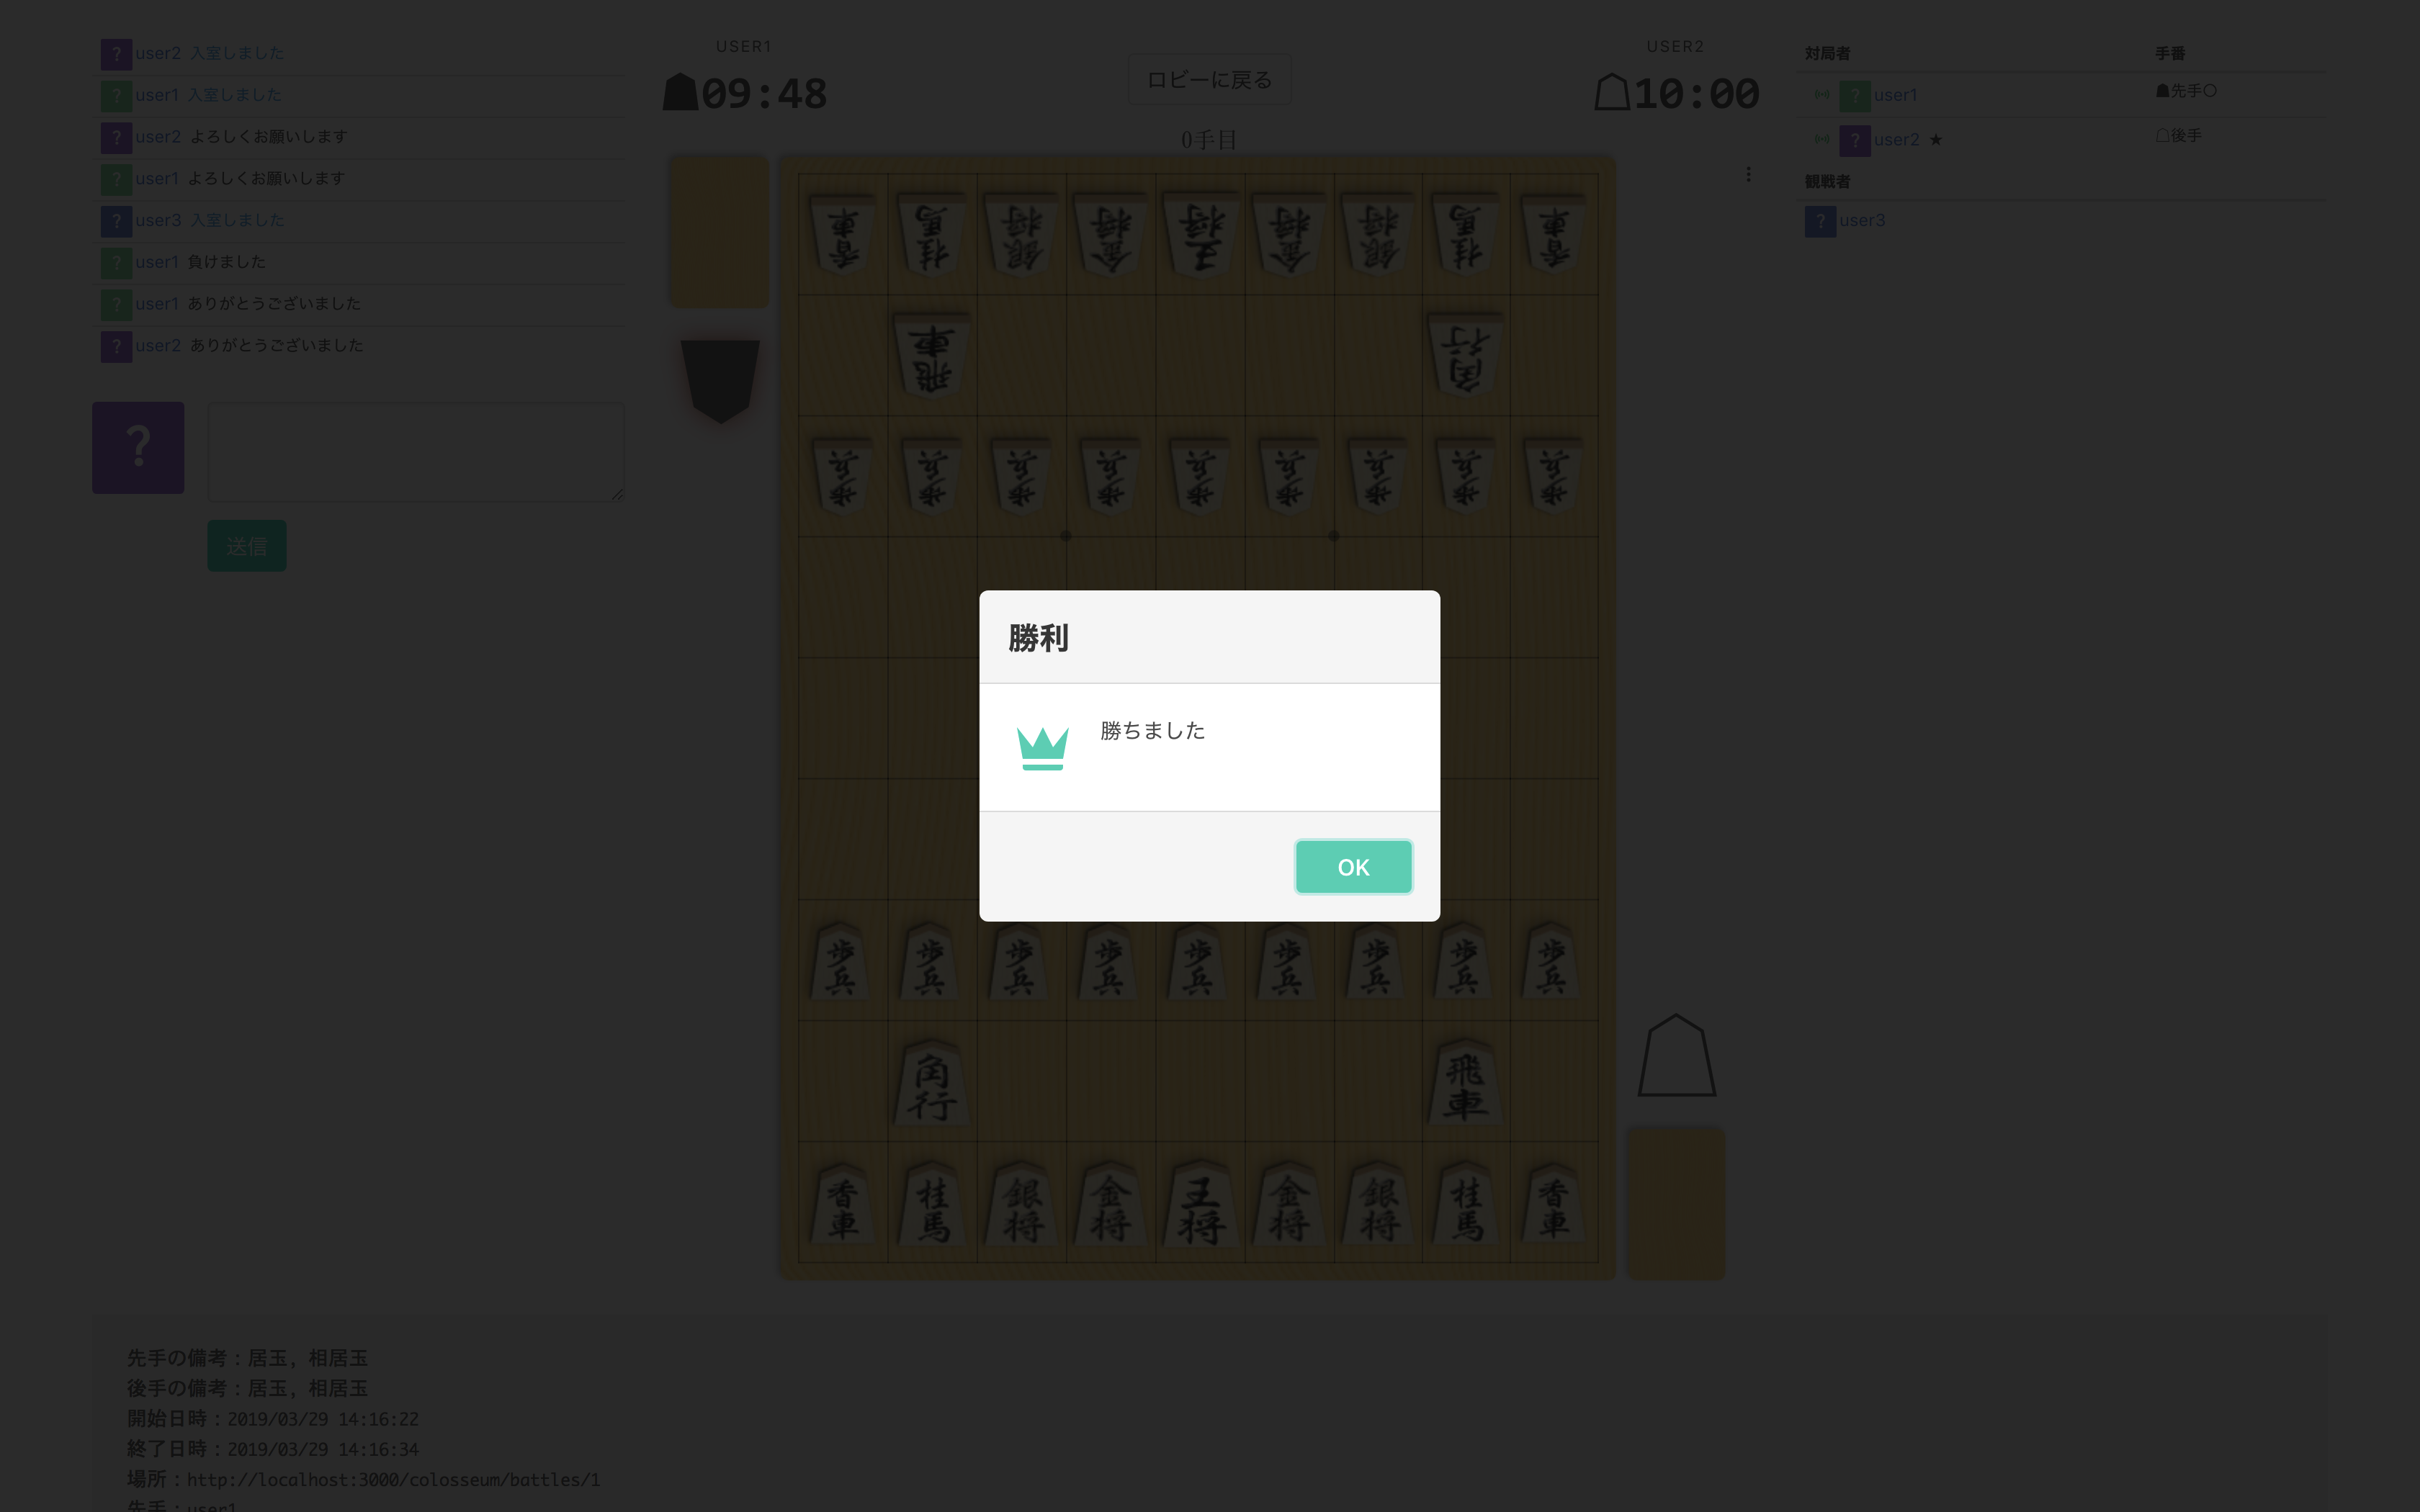 ? user2 入室しました
? user1 入室しました
? user2 よろしくお願いします
? user1 よろしくお願いします
? user3 入室しました
? user1 負けました
? user1 ありがとうございました
? user2 ありがとうございました
?
送信
USER1
☗09:48
ロビーに戻る
0手目
USER2
☖10:00
対局者 手番
? user1 ☗先手○
? user2 ★ ☖後手
観戦者
? user3
香車 桂馬 銀将 金将 王将 金将 銀将 桂馬 香車
飛車 角行
歩兵 歩兵 歩兵 歩兵 歩兵 歩兵 歩兵 歩兵 歩兵
勝利
勝ちました
OK
歩兵 歩兵 歩兵 歩兵 歩兵 歩兵 歩兵 歩兵 歩兵
角行 飛車
香車 桂馬 銀将 金将 王将 金将 銀将 桂馬 香車
先手の備考：居玉, 相居玉
後手の備考：居玉, 相居玉
開始日時：2019/03/29 14:16:22
終了日時：2019/03/29 14:16:34
場所：http://localhost:3000/colosseum/battles/1
先手：user1